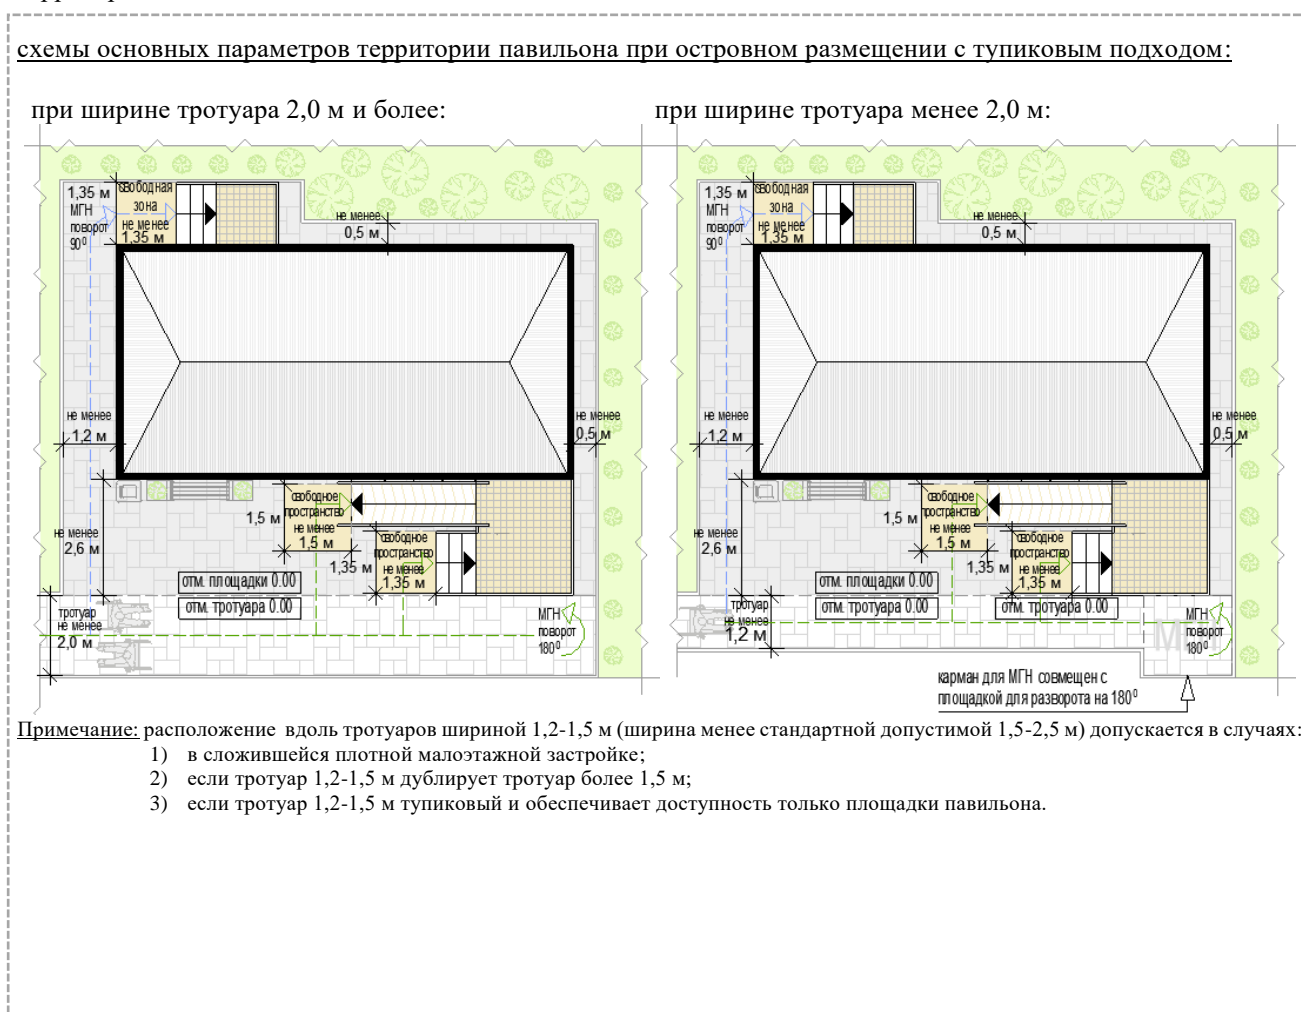 схемы основных параметров территории павильона при островном размещении с тупиковым подходом:
при ширине тротуара 2,0 м и более:
при ширине тротуара менее 2,0 м:
1,35 м
МГН
поворот
90⁰
свободная
зона
не менее
1,35 м
не менее
0,5 м
не менее
1,2 м
не менее
0,5 м
не менее
2,6 м
1,5 м
свободное
пространство
не менее
1,5 м
1,35 м
свободное
пространство
не менее
1,35 м
отм. площадки 0.00
отм. тротуара 0.00
тротуар
не менее
2,0 м
МГН
поворот
180⁰
1,35 м
МГН
поворот
90⁰
свободная
зона
не менее
1,35 м
не менее
0,5 м
не менее
1,2 м
не менее
0,5 м
не менее
2,6 м
1,5 м
свободное
пространство
не менее
1,5 м
1,35 м
свободное
пространство
не менее
1,35 м
отм. площадки 0.00
отм. тротуара 0.00
отм. тротуара 0.00
тротуар
не менее
1,2 м
МГН
поворот
180⁰
карман для МГН совмещен с
площадкой для разворота на 180⁰
Примечание: расположение вдоль тротуаров шириной 1,2-1,5 м (ширина менее стандартной допустимой 1,5-2,5 м) допускается в случаях:
1) в сложившейся плотной малоэтажной застройке;
2) если тротуар 1,2-1,5 м дублирует тротуар более 1,5 м;
3) если тротуар 1,2-1,5 м тупиковый и обеспечивает доступность только площадки павильона.